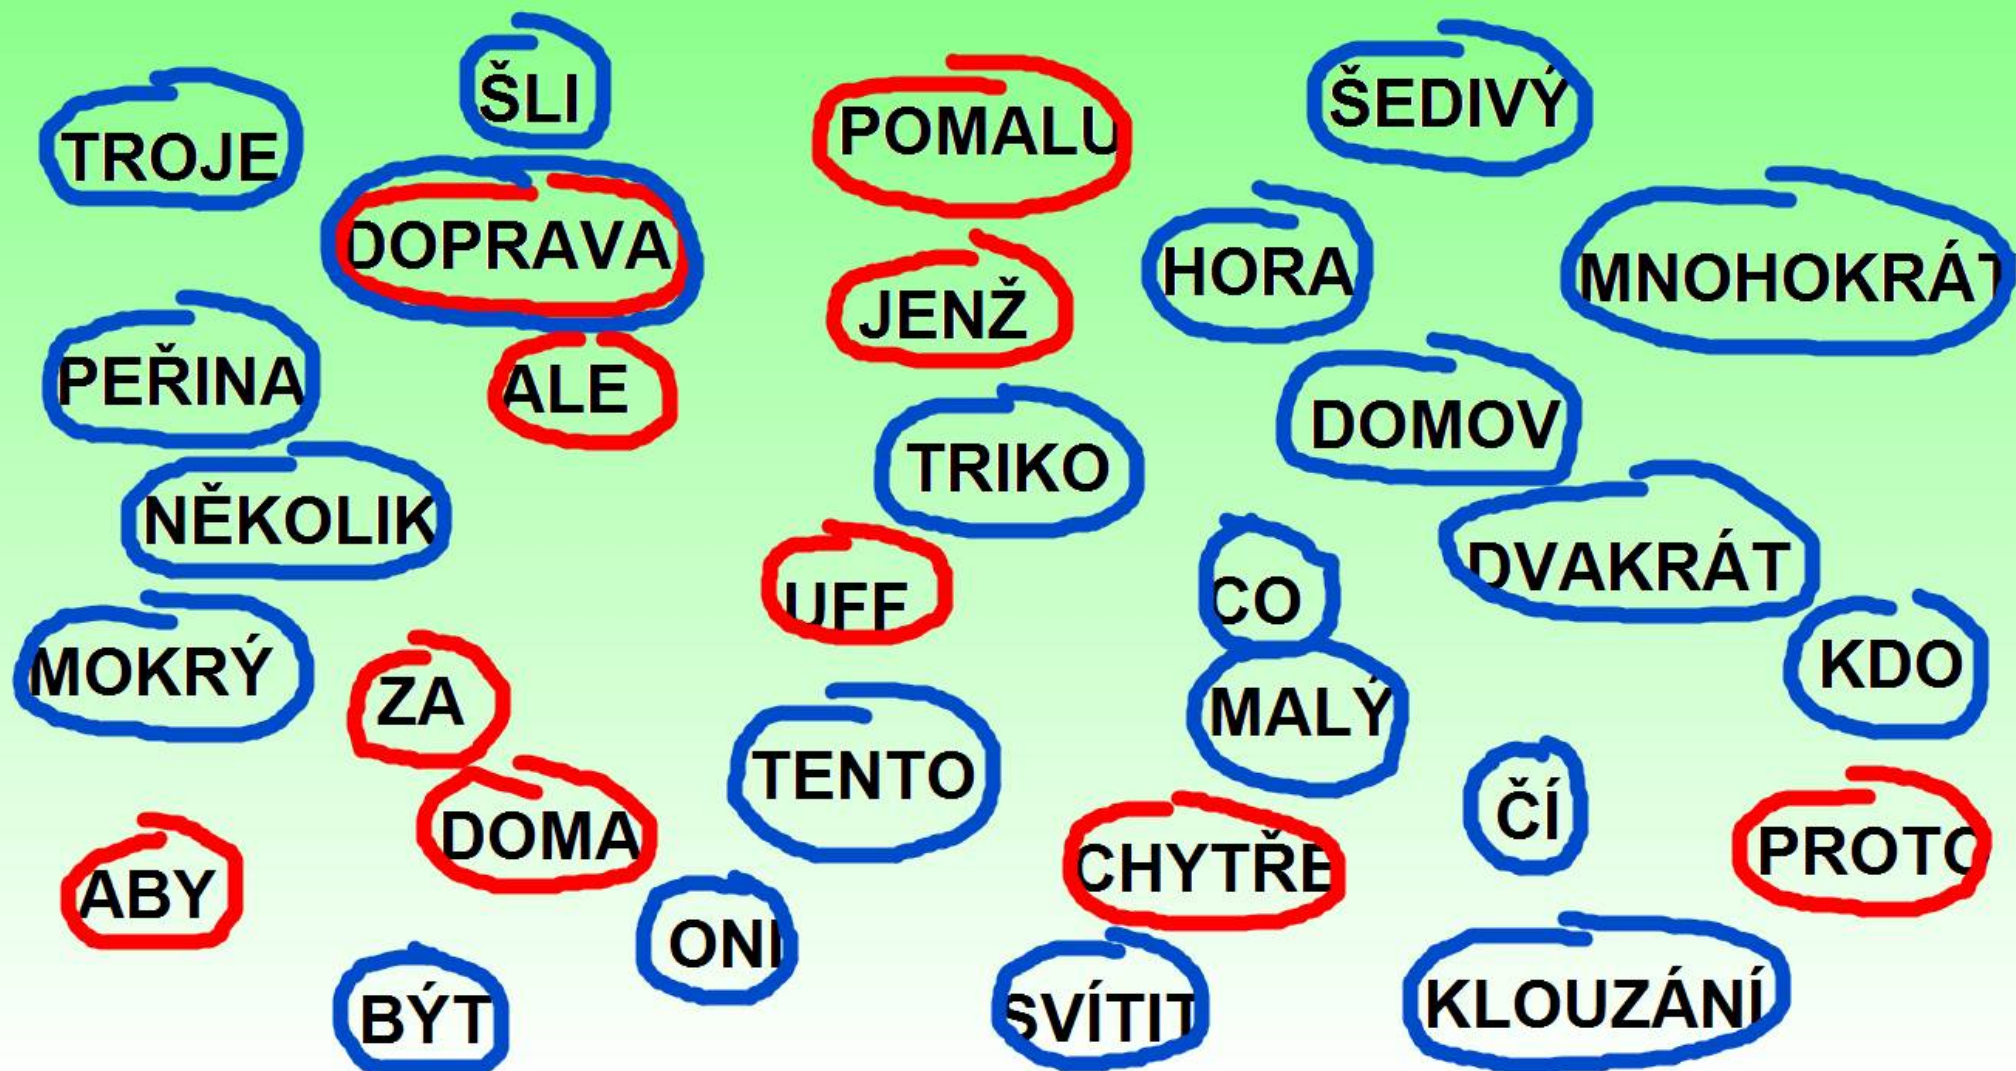 ŠLI
ŠEDIVÝ
POMALU
TROJE
DOPRAVA
HORA
MNOHOKRÁT
JENŽ
PEŘINA
ALE
DOMOV
TRIKO
NĚKOLIK
DVAKRÁT
UFF
CO
KDO
MOKRÝ
ZA
MALÝ
TENTO
ČÍ
DOMA
PROTO
CHYTŘE
ABY
ONI
KLOUZÁNÍ
SVÍTIT
BÝT